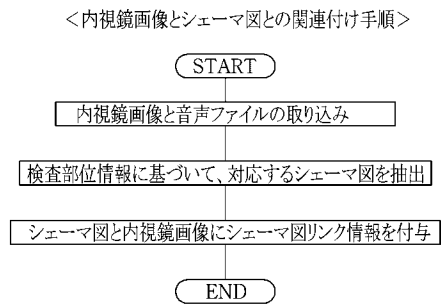 ＜内視鏡画像とシェーマ図との関連付け手順＞
START
内視鏡画像と音声ファイルの取り込み
検査部位情報に基づいて、対応するシェーマ図を抽出
シェーマ図と内視鏡画像にシェーマ図リンク情報を付与
END